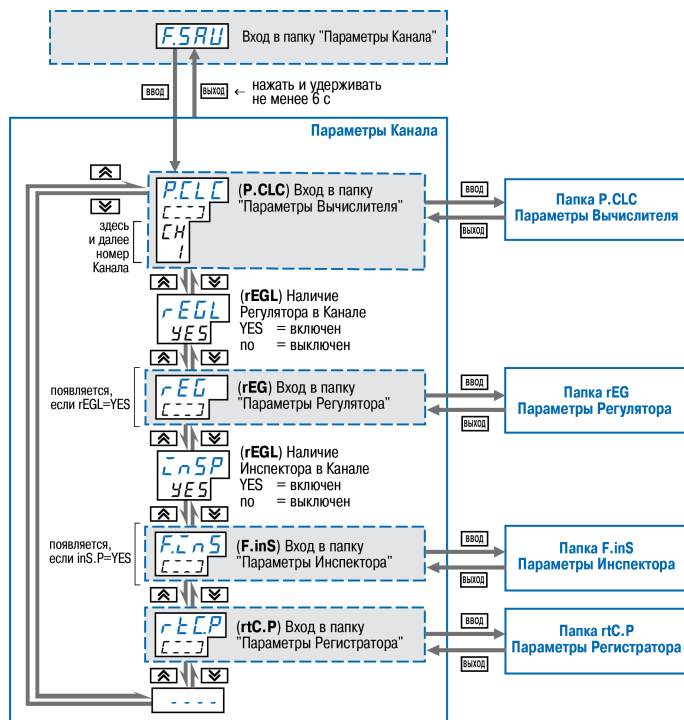 F.SAU
Вход в папку "Параметры Канала"
ВВОД
ВЫХОД
← нажать и удерживать
не менее 6 с
Параметры Канала
P.CLC
[---]
CH
1
здесь
и далее
номер
Канала
(P.CLC) Вход в папку
"Параметры Вычислителя"
ВВОД
ВЫХОД
Папка P.CLC
Параметры Вычислителя
rEGL
YES
(rEGL) Наличие
Регулятора в Канале
YES = включен
no = выключен
появляется,
если rEGL=YES
rEG
[---]
(rEG) Вход в папку
"Параметры Регулятора"
ВВОД
ВЫХОД
Папка rEG
Параметры Регулятора
inSP
YES
(rEGL) Наличие
Инспектора в Канале
YES = включен
no = выключен
появляется,
если inS.P=YES
F.inS
[---]
(F.inS) Вход в папку
"Параметры Инспектора"
ВВОД
ВЫХОД
Папка F.inS
Параметры Инспектора
rtC.P
[---]
(rtC.P) Вход в папку
"Параметры Регистратора"
ВВОД
ВЫХОД
Папка rtC.P
Параметры Регистратора
----